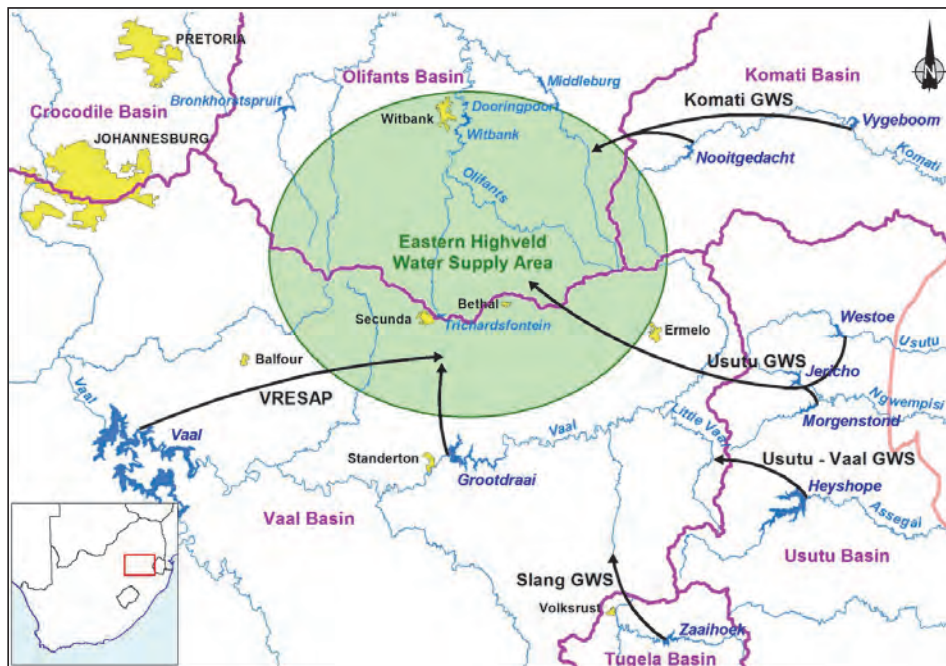 PRETORIA
Olifants Basin
Middleburg
Komati Basin
N
Bronkhorstspruit
Dooringpoort
Crocodile Basin
Witbank
Witbank
Komati GWS
Vygeboom
JOHANNESBURG
Nooitgedacht
Komati
Olifants
Eastern Highveld
Water Supply Area
Bethal
Secunda
Trichardsfontein
Ermelo
Westoe
Usutu
Balfour
Usutu GWS
Jericho
Ngwempisi
VRESAP
Morgenstond
Vaal
Vaal
Vaal
Little Vaal
Standerton
Grootdraai
Usutu - Vaal GWS
Heyshope
Assegai
Vaal Basin
Usutu Basin
Slang GWS
Volksrust
Zaaihoek
Tugela Basin